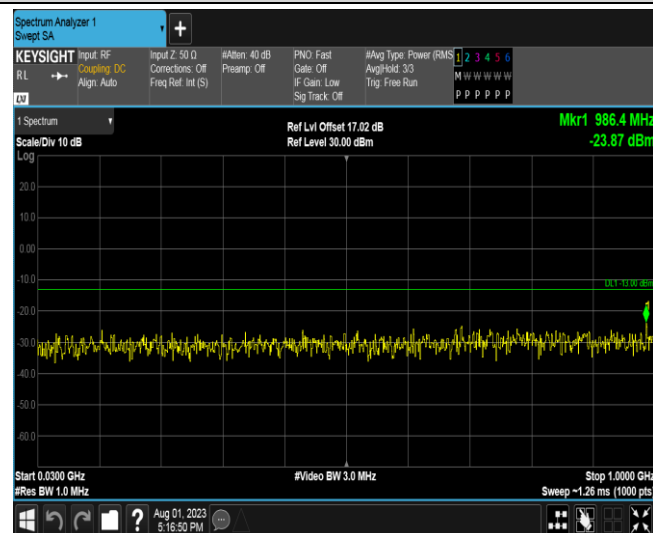 Spectrum Analyzer 1
Swept SA
+
KEYSIGHT
RL
Input: RF
Coupling: DC
Align: Auto
Input Z: 50 Ω
Corrections: Off
Freq Ref: Int (S)
#Atten: 40 dB
Preamp: Off
PNO: Fast
Gate: Off
IF Gain: Low
Sig Track: Off
#Avg Type: Power (RMS
Avg|Hold: 3/3
Trig: Free Run
1 2 3 4 5 6
M W W W W W
P P P P P P
LXI
1 Spectrum
Scale/Div 10 dB
Log
Ref Lvl Offset 17.02 dB
Ref Level 30.00 dBm
Mkr1 986.4 MHz
-23.87 dBm
20.0
10.0
0.00
-10.0
DL1 -13.00 dBm
-20.0
-30.0
-40.0
-50.0
-60.0
Start 0.0300 GHz
#Video BW 3.0 MHz
Stop 1.0000 GHz
#Res BW 1.0 MHz
Sweep ~1.26 ms (1000 pts)
?
Aug 01, 2023
5:16:50 PM